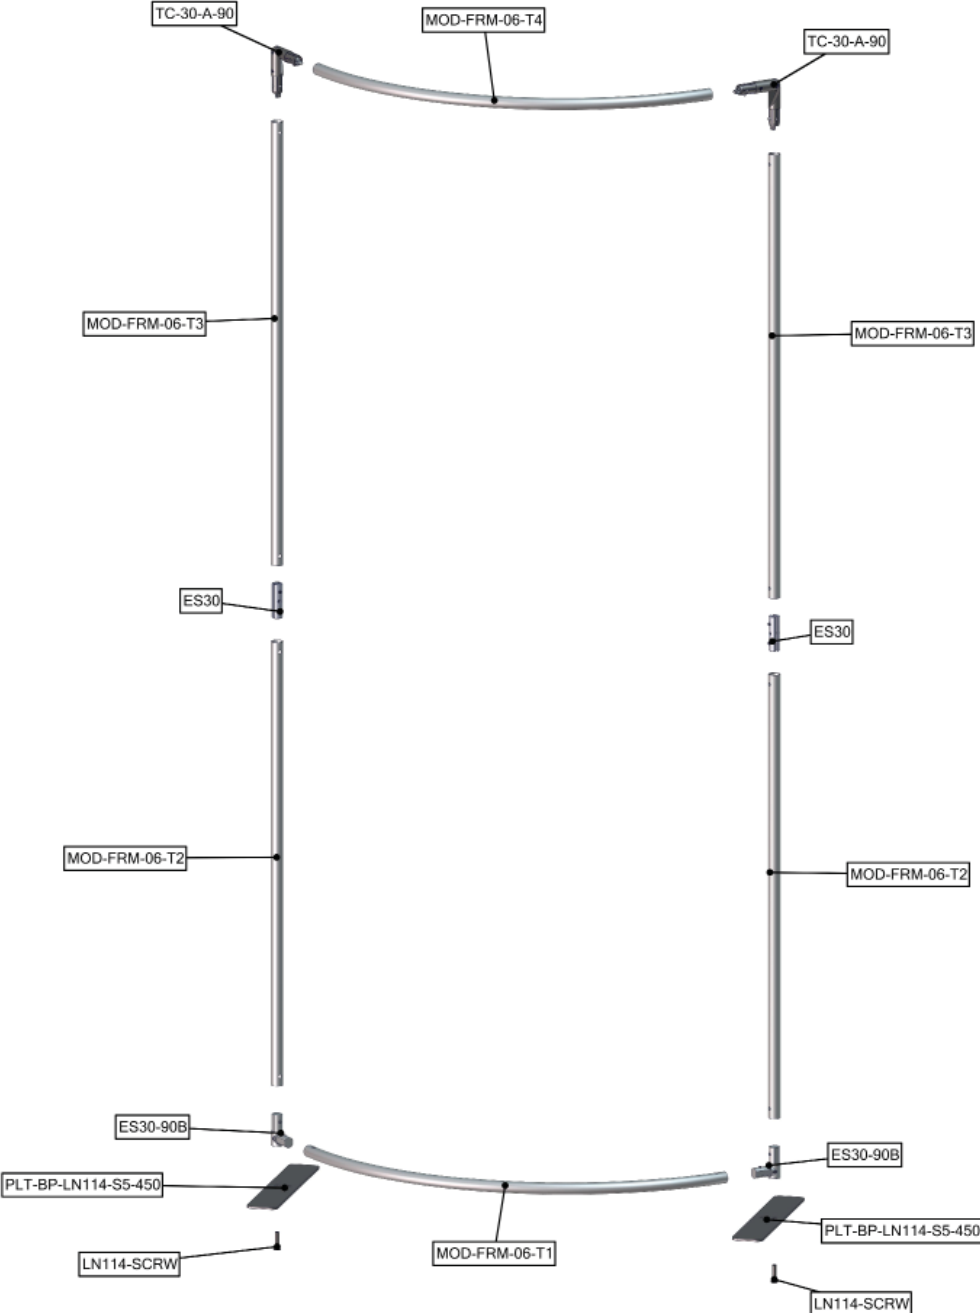 TC-30-A-90
MOD-FRM-06-T4
TC-30-A-90
MOD-FRM-06-T3
MOD-FRM-06-T3
ES30
ES30
MOD-FRM-06-T2
MOD-FRM-06-T2
ES30-90B
ES30-90B
PLT-BP-LN114-S5-450
PLT-BP-LN114-S5-450
MOD-FRM-06-T1
LN114-SCRW
LN114-SCRW